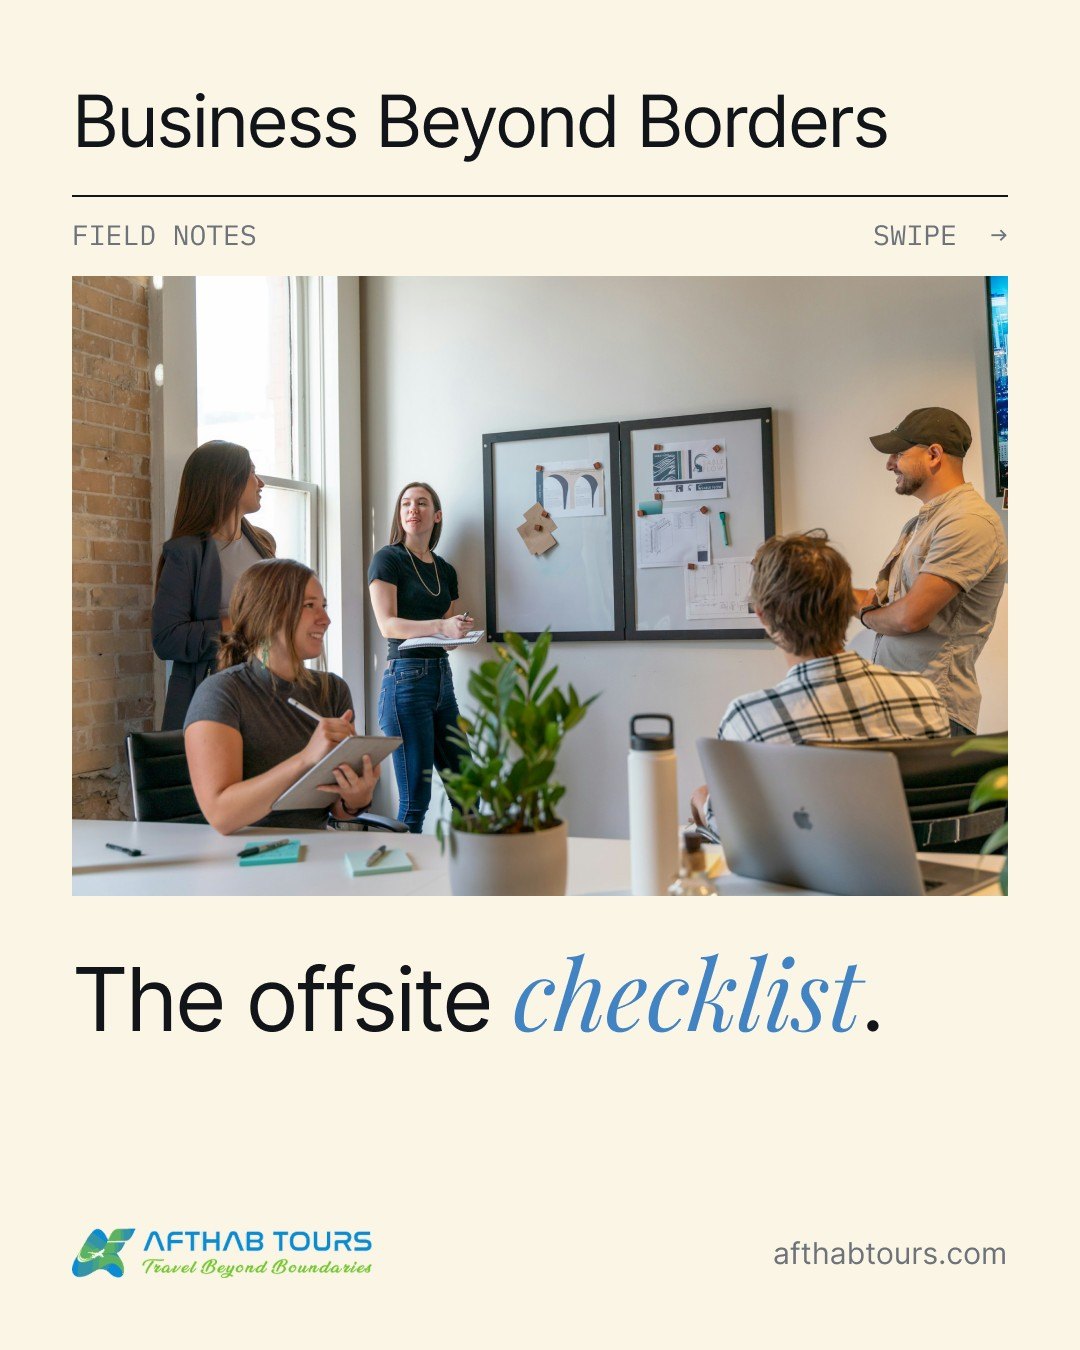 Business Beyond Borders
FIELD NOTES
SWIPE →
The offsite checklist.
AFTHAB TOURS
Travel Beyond Boundaries
afthabtours.com